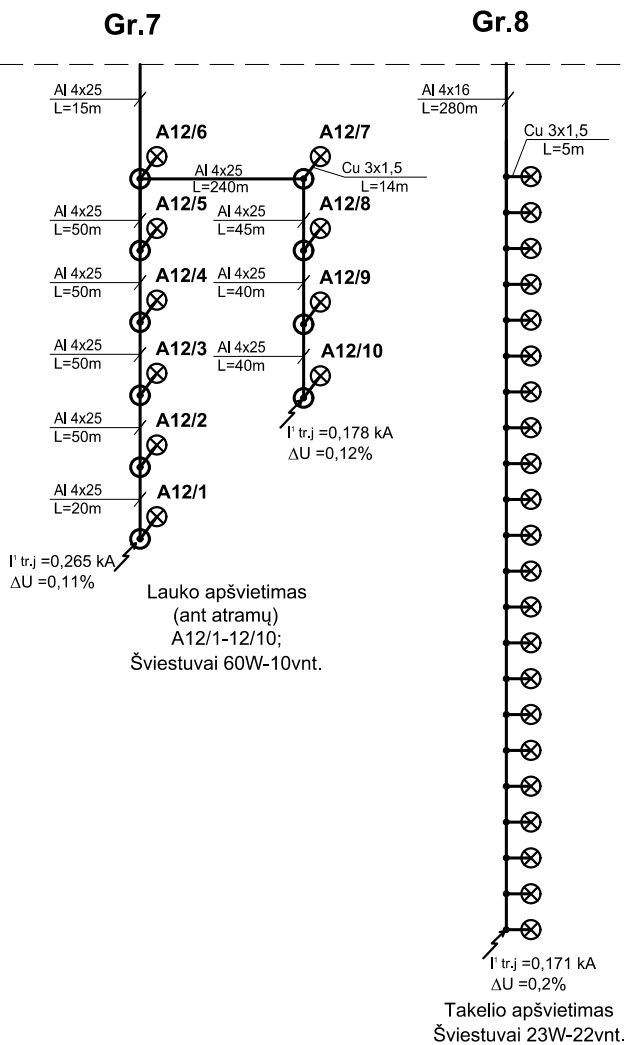 Gr.7
Gr.8
Al 4x25
L=15m
Al 4x16
L=280m
A12/6
A12/7
Cu 3x1,5
L=5m
Al 4x25
L=240m
Cu 3x1,5
L=14m
A12/5
A12/8
Al 4x25
L=50m
Al 4x25
L=45m
A12/4
A12/9
Al 4x25
L=50m
Al 4x25
L=40m
A12/3
A12/10
Al 4x25
L=50m
Al 4x25
L=40m
A12/2
Al 4x25
L=50m
I¹ tr.j =0,178 kA
ΔU =0,12%
A12/1
Al 4x25
L=20m
I¹ tr.j =0,265 kA
ΔU =0,11%
Lauko apšvietimas
(ant atramų)
A12/1-12/10;
Šviestuvai 60W-10vnt.
I¹ tr.j =0,171 kA
ΔU =0,2%
Takelio apšvietimas
Šviestuvai 23W-22vnt.